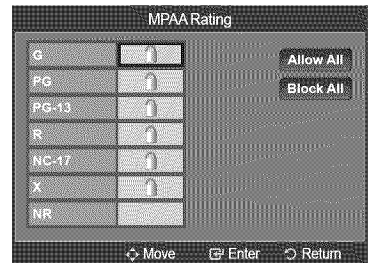 MPAA Rating
G
Allow All
PG
Block All
PG-13
R
NC-17
X
NR
Move Enter Return